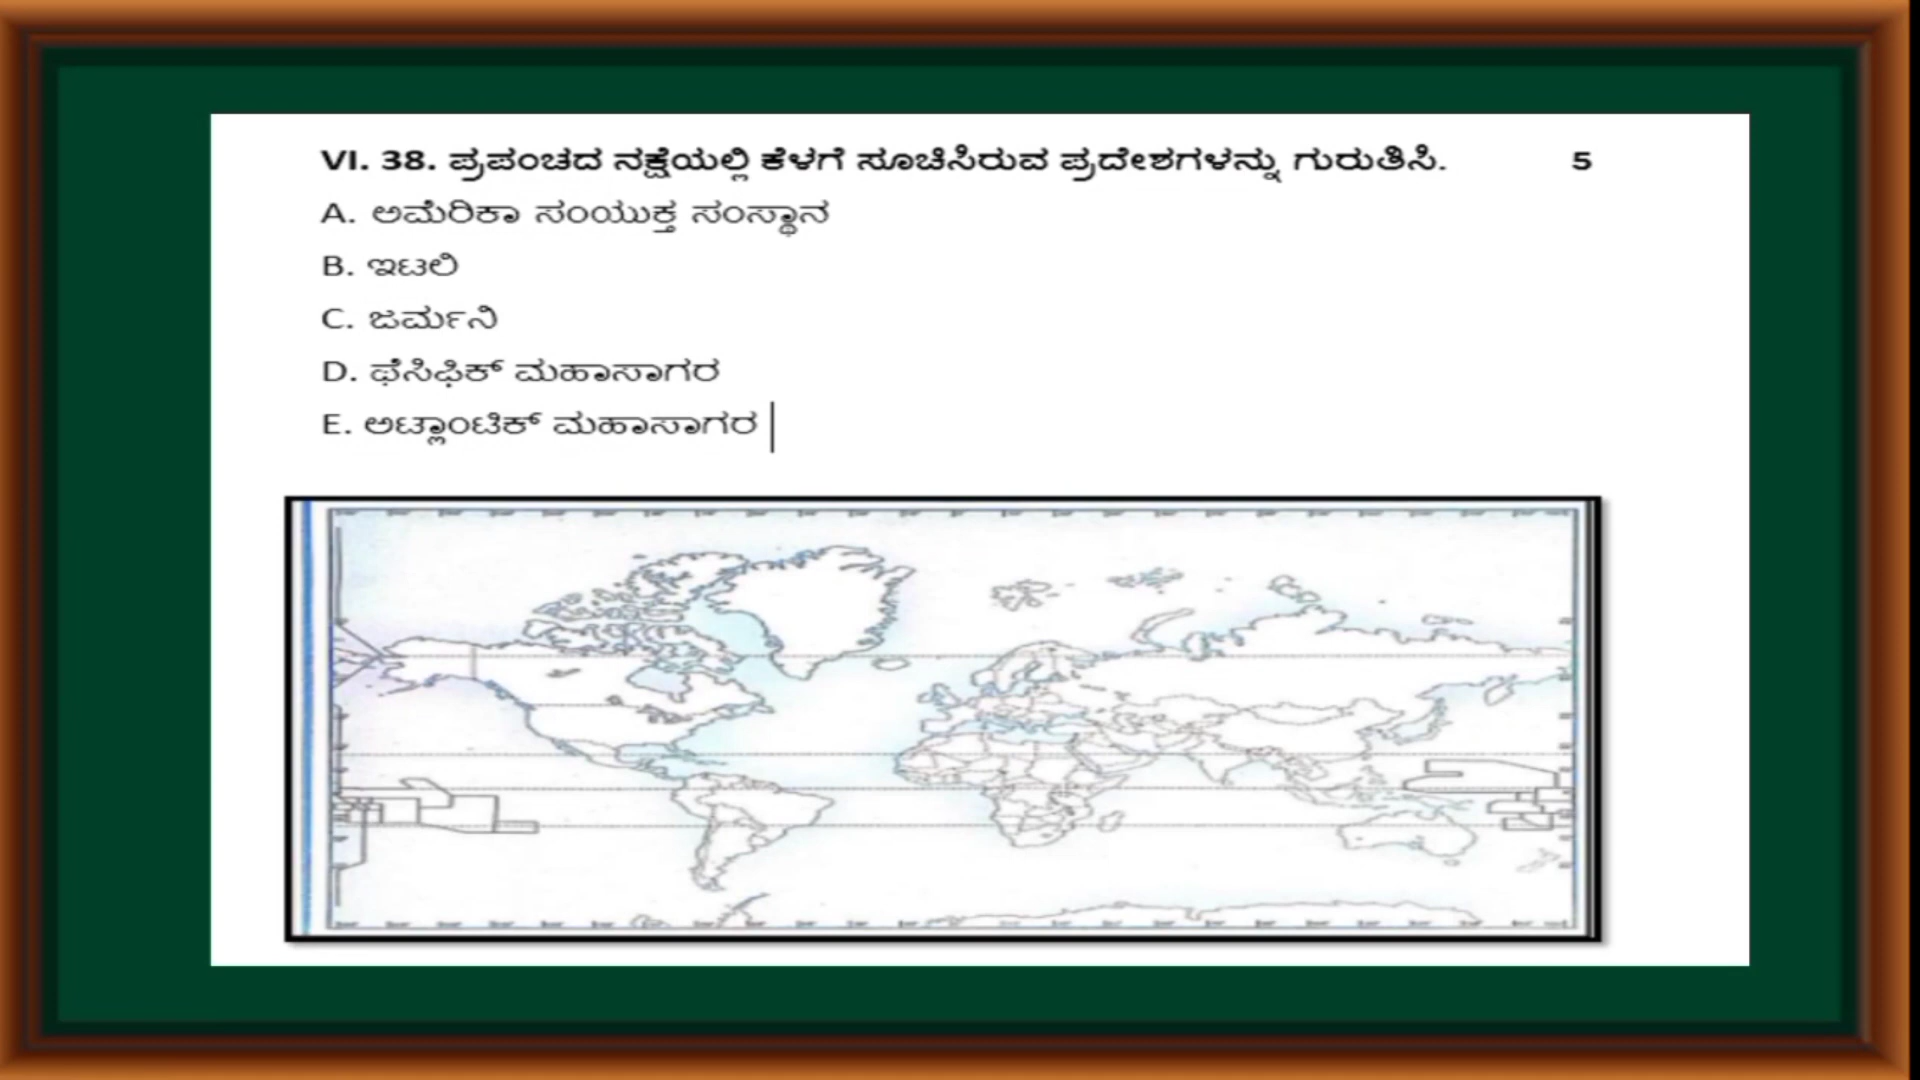 VI. 38. ಪ್ರಪಂಚದ ನಕ್ಷೆಯಲ್ಲಿ ಕೆಳಗೆ ಸೂಚಿಸಿರುವ ಪ್ರದೇಶಗಳನ್ನು ಗುರುತಿಸಿ. 5
A. ಅಮೆರಿಕಾ ಸಂಯುಕ್ತ ಸಂಸ್ಥಾನ
B. ಇಟಲಿ
C. ಜರ್ಮನಿ
D. ಫೆಸಿಫಿಕ್ ಮಹಾಸಾಗರ
E. ಅಟ್ಲಾಂಟಿಕ್ ಮಹಾಸಾಗರ